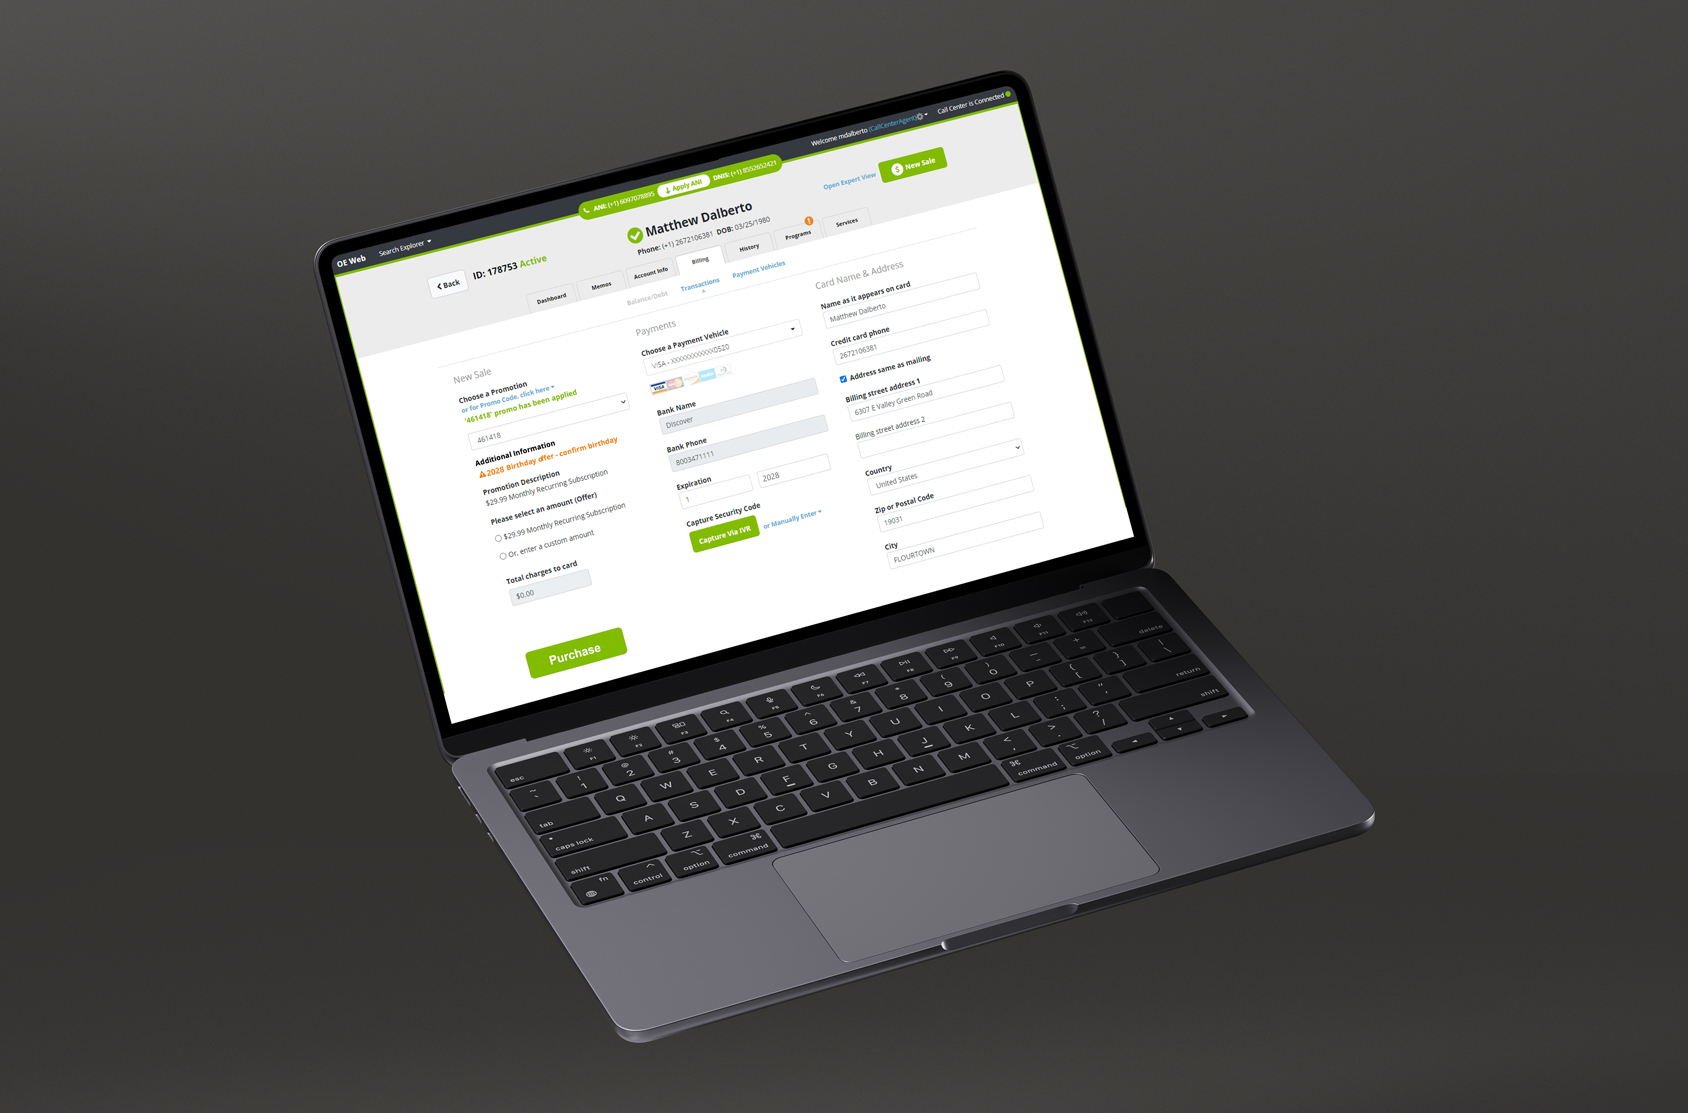 OE Web
Search Explorer
Welcome mdalberto (CallCenterAgent)
Call Center is Connected
ANI: (+1) 6097078895
Apply ANI
DNIS: (+1) 8552652421
Back
ID: 178753 Active
Matthew Dalberto
Phone: (+1) 2672106381 DOB: 03/25/1980
Open Expert View
New Sale
Dashboard
Memos
Account Info
Billing
History
Programs
Services
Balance/Debt
Transactions
Payment Vehicles
New Sale
Choose a Promotion
or for Promo Code, click here
'461418' promo has been applied
461418
Additional Information
2028 Birthday offer - confirm birthday
Promotion Description
$29.99 Monthly Recurring Subscription
Please select an amount (Offer)
$29.99 Monthly Recurring Subscription
Or, enter a custom amount
Total charges to card
$0.00
Purchase
Payments
Choose a Payment Vehicle
VISA - XXXXXXXXXXXX0520
VISA
Bank Name
Discover
Bank Phone
8003471111
Expiration
1
2028
Capture Security Code
Capture Via IVR
or Manually Enter
Card Name & Address
Name as it appears on card
Matthew Dalberto
Credit card phone
2672106381
Address same as mailing
Billing street address 1
6307 E Valley Green Road
Billing street address 2
Country
United States
Zip or Postal Code
19031
City
FLOURTOWN
esc F1 F2 F3 F4 F5 F6 F7 F8 F9 F10 F11 F12
~ ` ! 1 @ 2 # 3 $ 4 % 5 ^ 6 & 7 * 8 ( 9 ) 0 — - + = delete
tab Q W E R T Y U I O P { [ } ] | \
caps lock A S D F G H J K L : ; " ' return
shift Z X C V B N M < , > . ? / shift
fn control option command command option